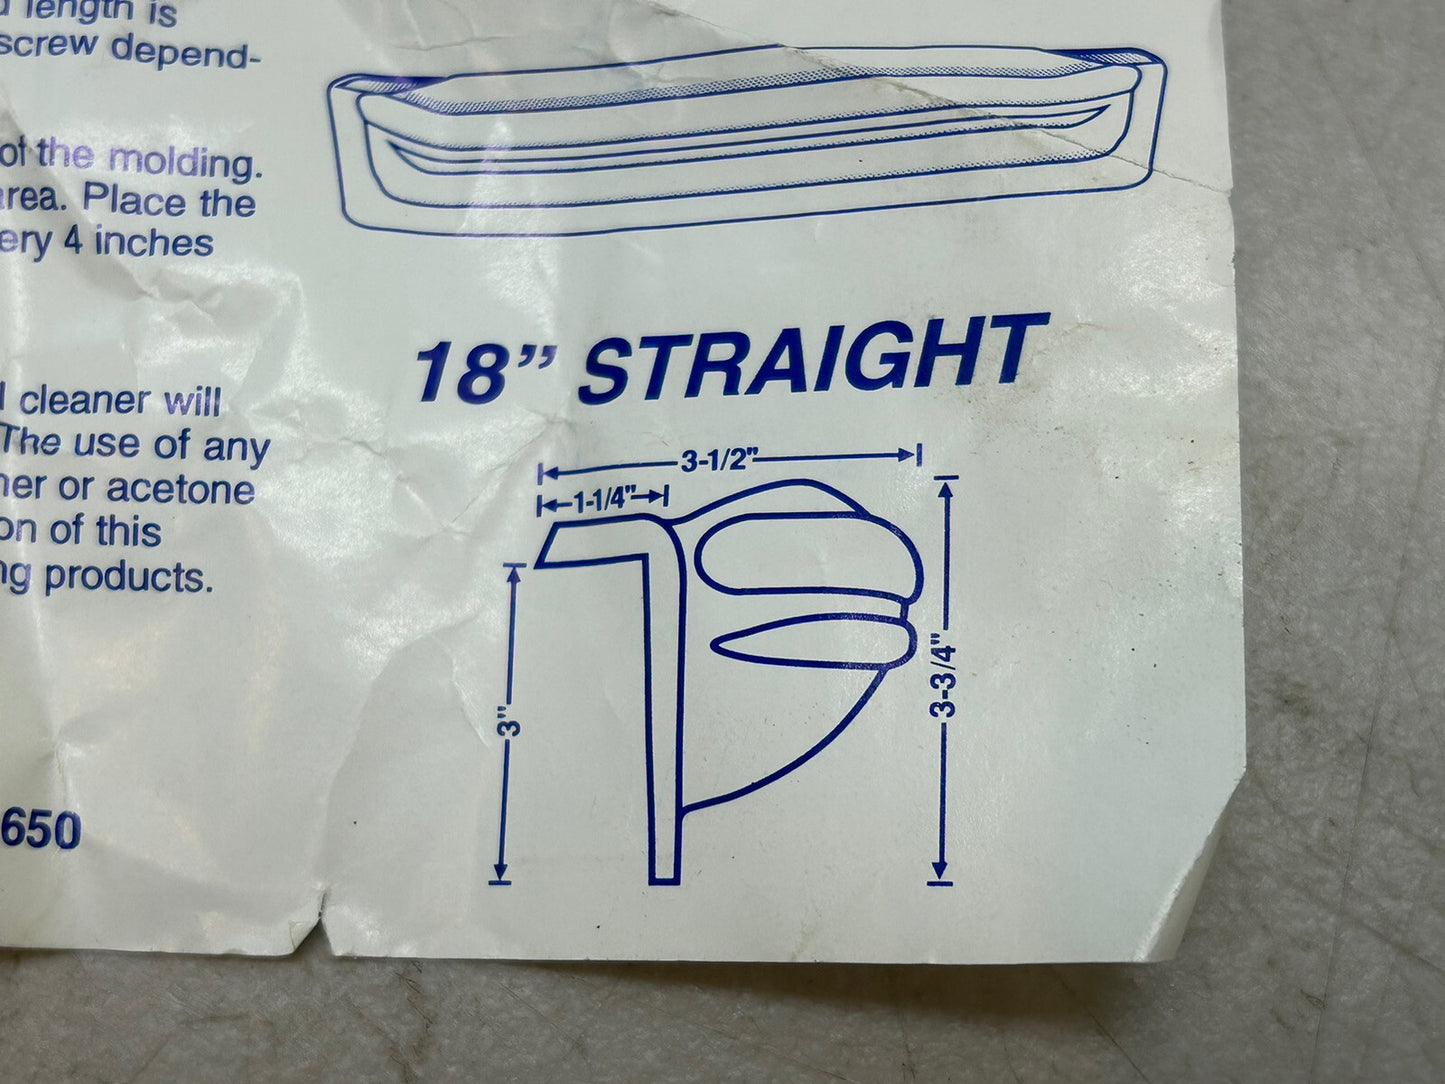 length is
screw depend-
of the molding.
area. Place the
ery 4 inches
cleaner will
The use of any
ner or acetone
on of this
ng products.
650
18” STRAIGHT
3-1/2"
1-1/4"
3"
3-3/4"